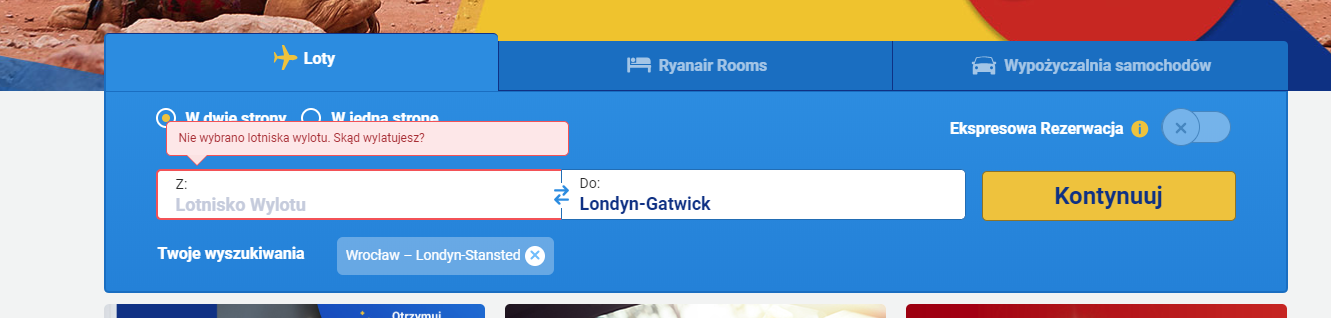 Loty
Ryanair Rooms
Wypożyczalnia samochodów
W dwie strony
W jedną stronę
Ekspresowa Rezerwacja
Nie wybrano lotniska wylotu. Skąd wylatujesz?
Z:
Lotnisko Wylotu
Do:
Londyn-Gatwick
Kontynuuj
Twoje wyszukiwania
Wrocław – Londyn-Stansted
Otrzymuj